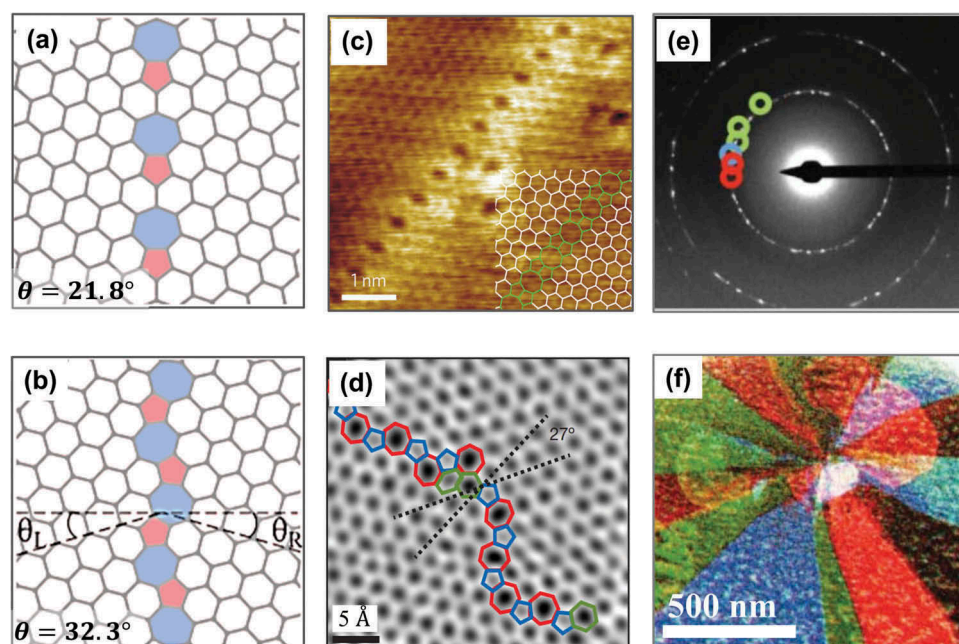 (a)
θ = 21.8°
(b)
θL
θR
θ = 32.3°
(c)
1 nm
(d)
27°
5 Å
(e)
(f)
500 nm